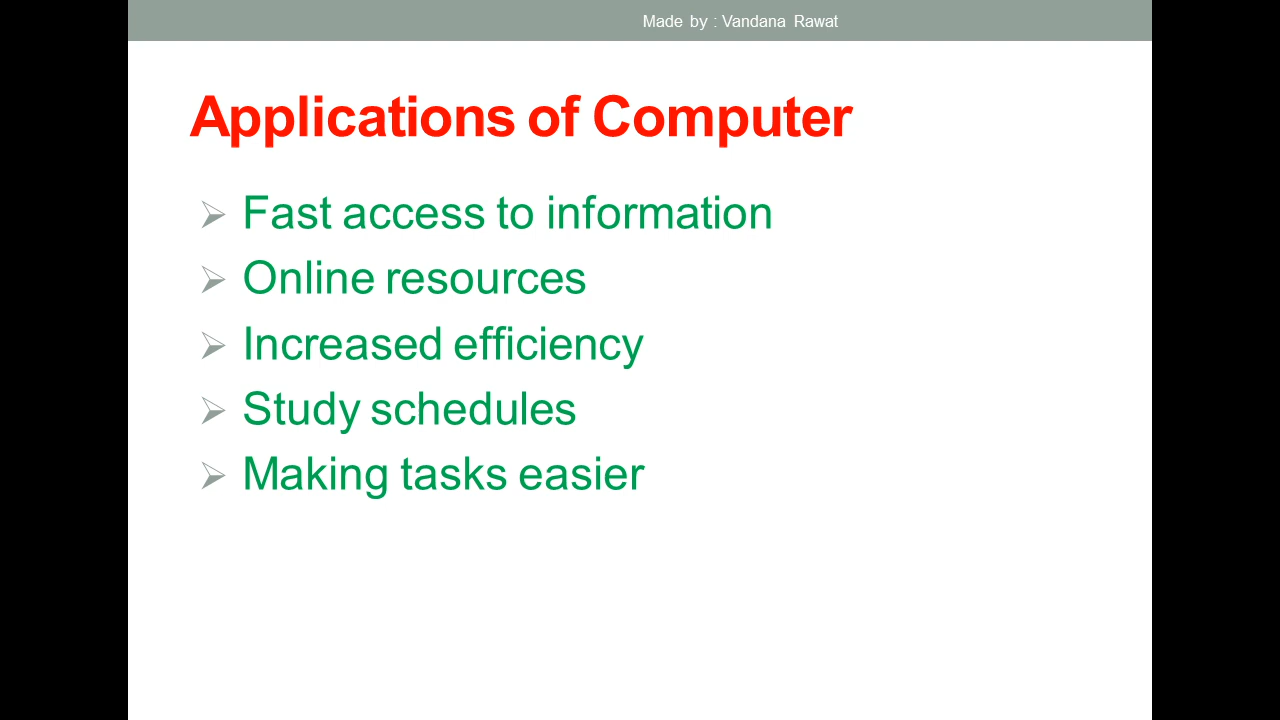 Made by : Vandana Rawat
Applications of Computer
Fast access to information
Online resources
Increased efficiency
Study schedules
Making tasks easier